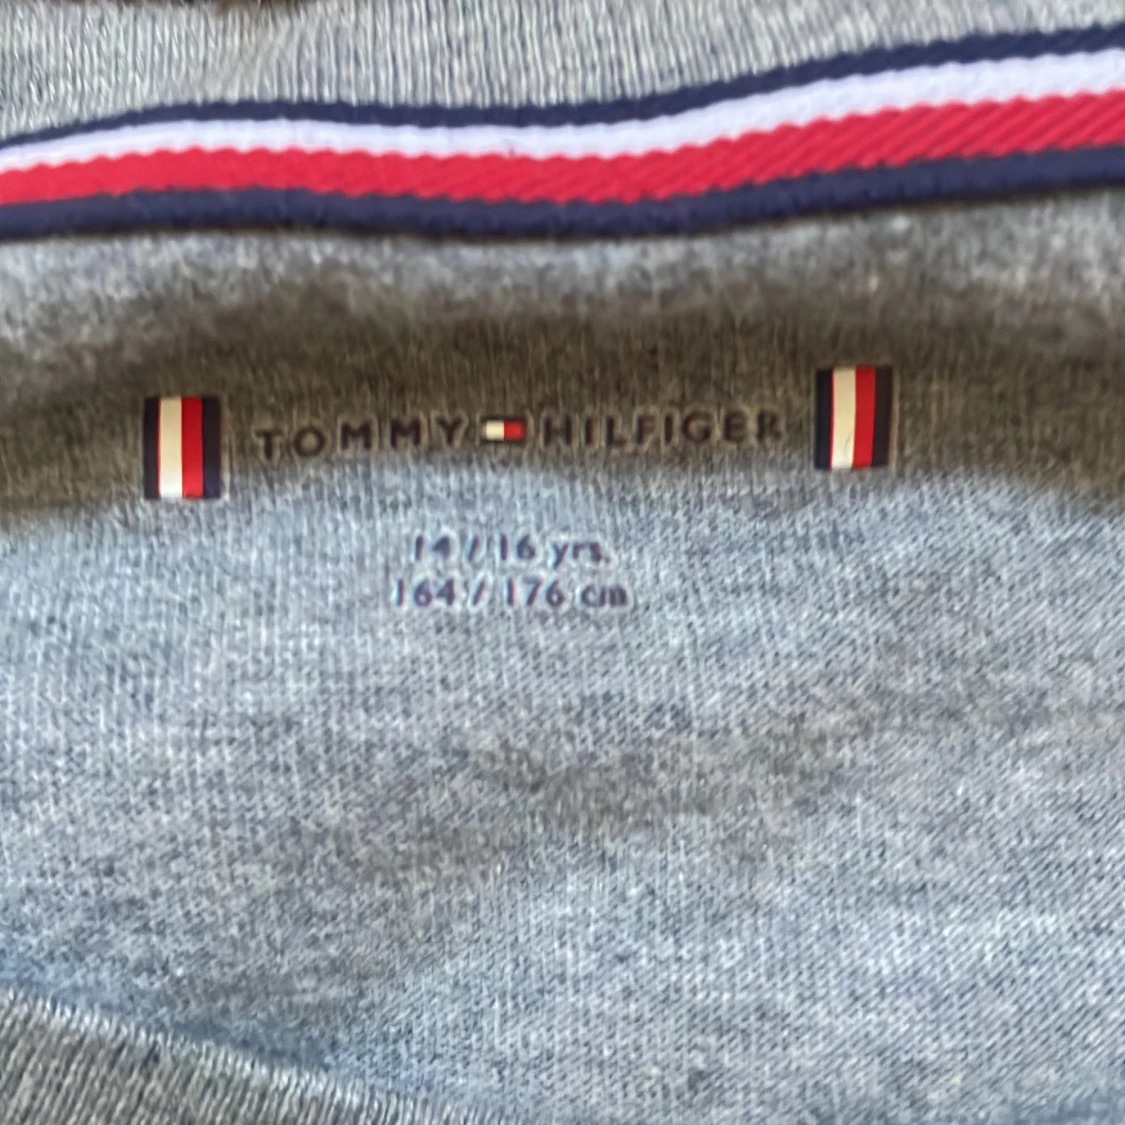 TOMMY HILFIGER
14 / 16 yrs.
164 / 176 cm